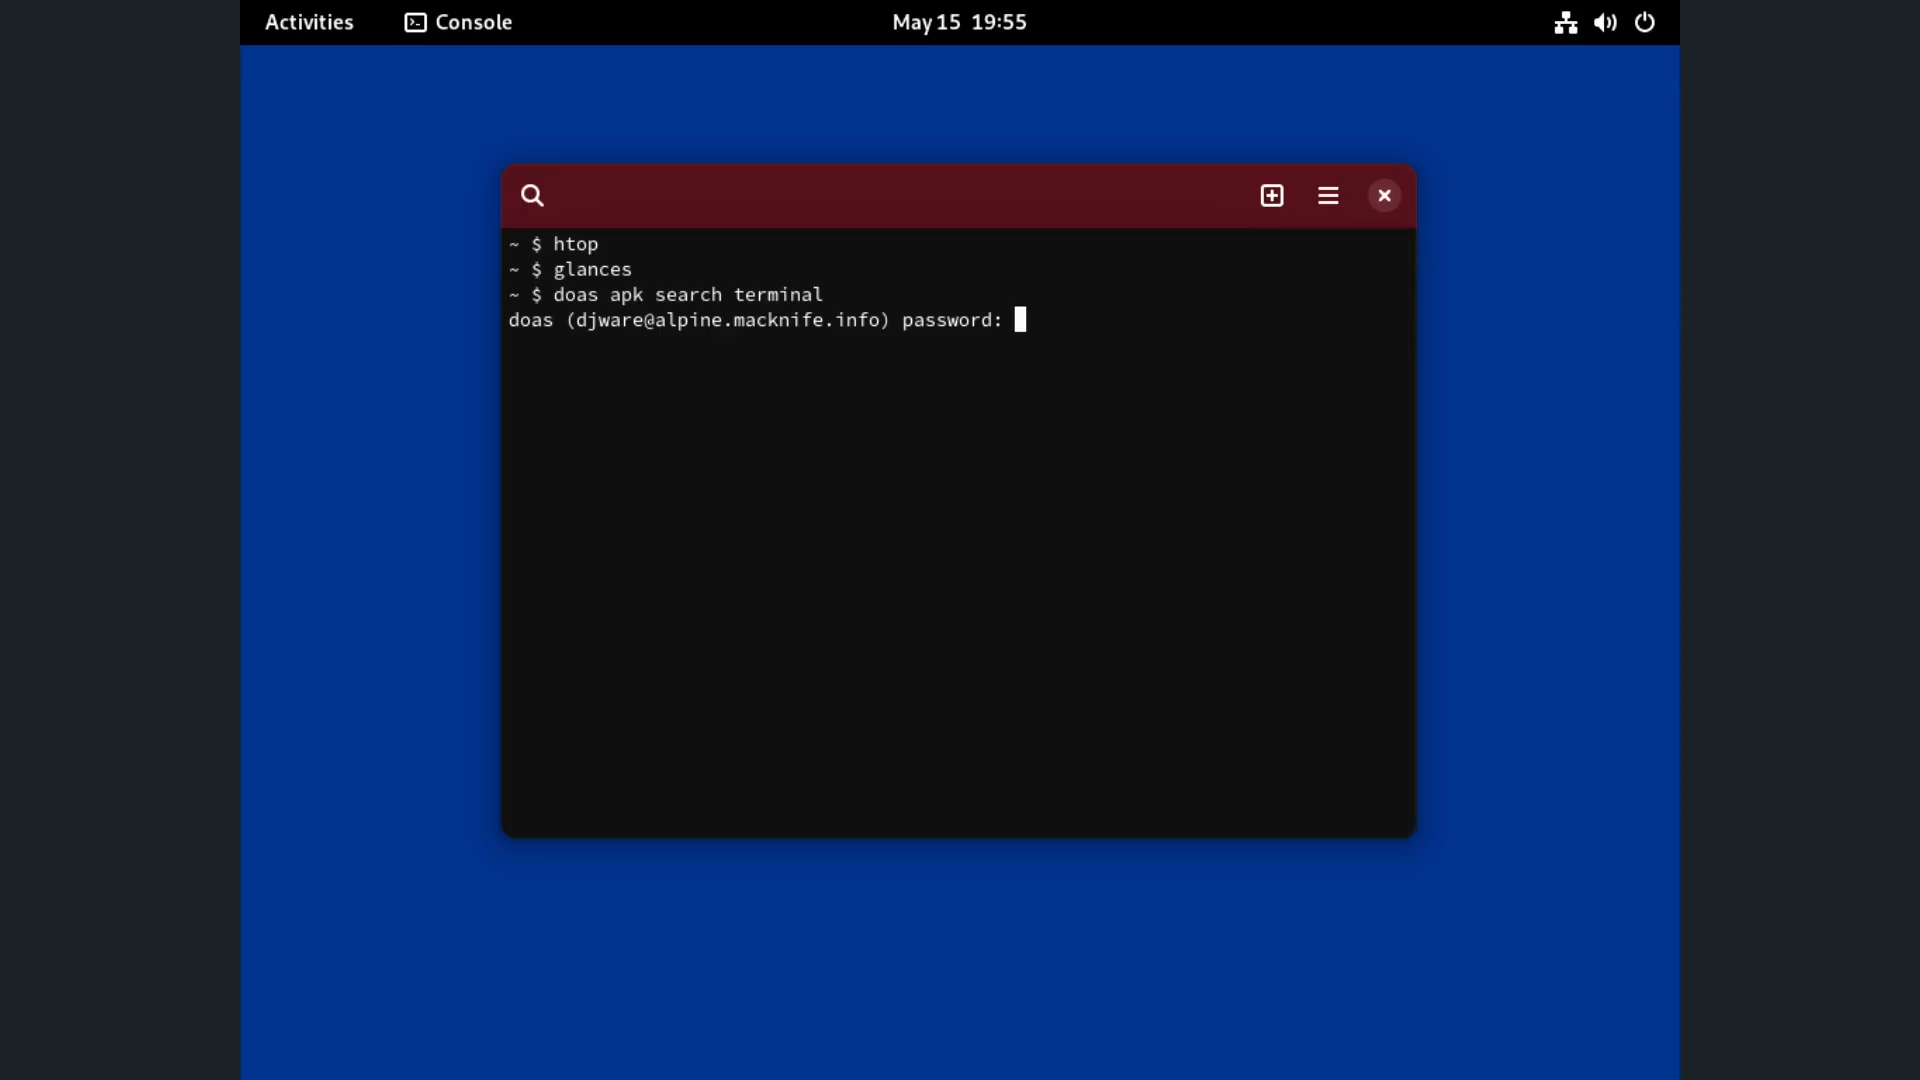 Activities Console May 15 19:55
~ $ htop
~ $ glances
~ $ doas apk search terminal
doas (djware@alpine.macknife.info) password: